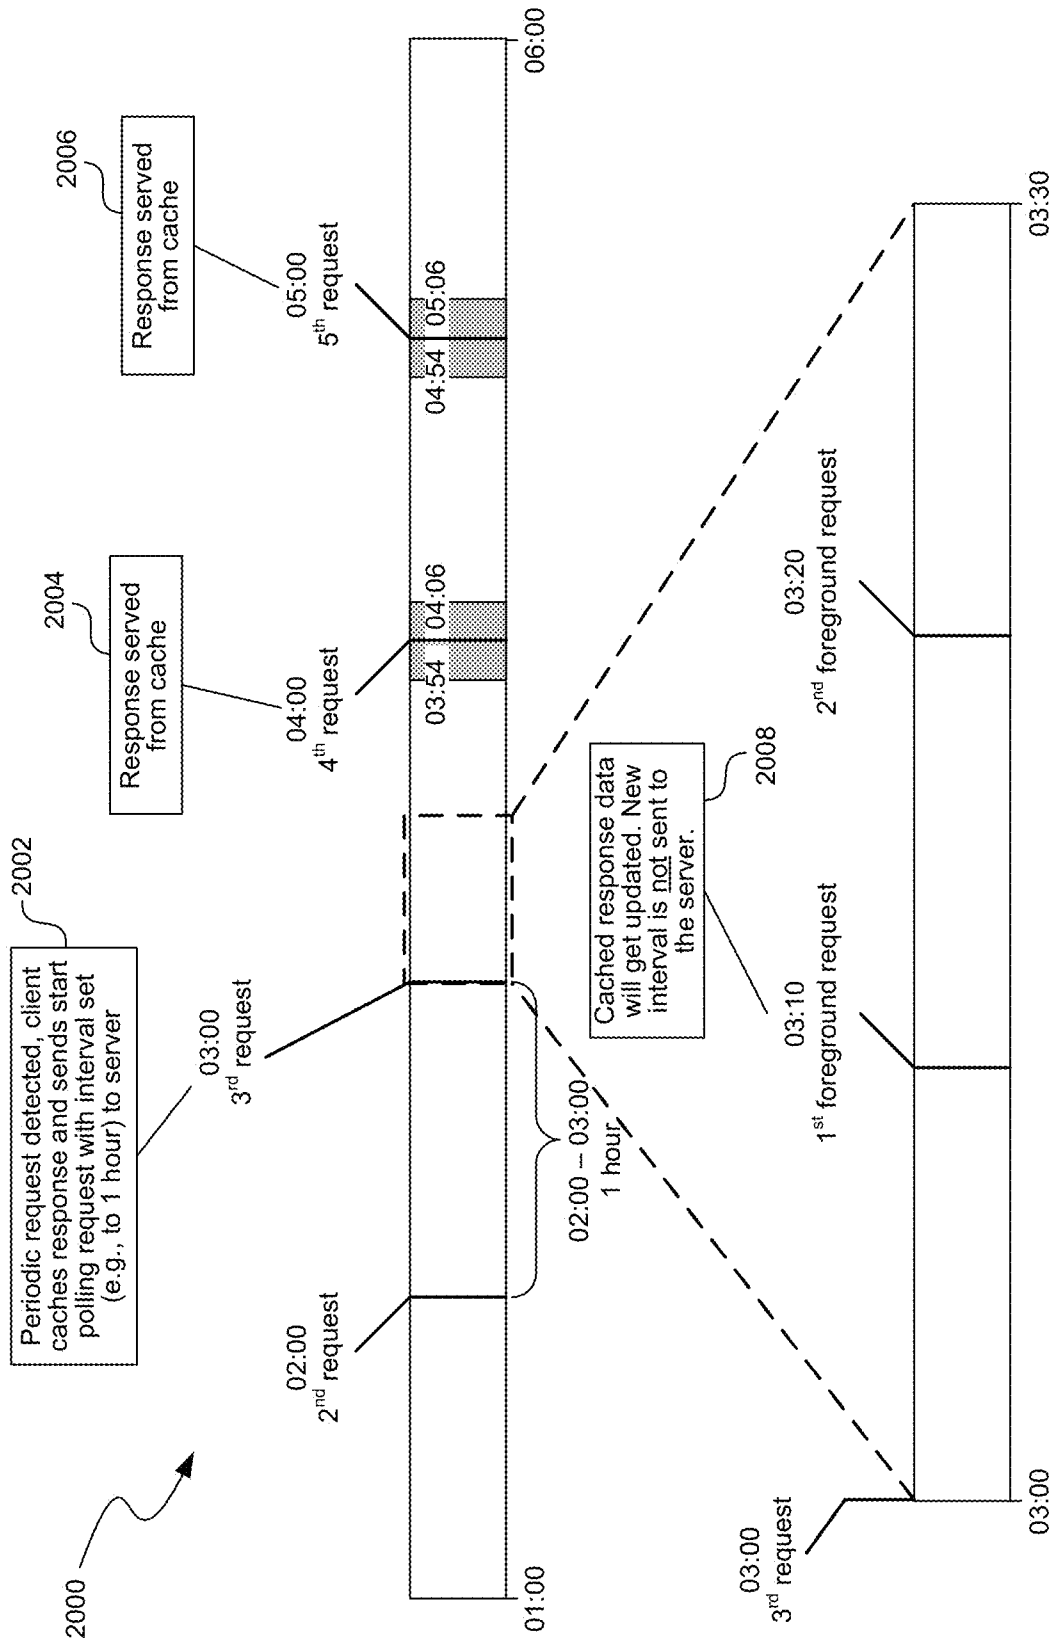 2000
2002
Periodic request detected, client
caches response and sends start
polling request with interval set
(e.g., to 1 hour) to server
2004
Response served
from cache
2006
Response served
from cache
02:00
2nd request
03:00
3rd request
04:00
4th request
05:00
5th request
03:54
04:06
04:54
05:06
01:00
06:00
02:00 – 03:00
1 hour
Cached response data
will get updated. New
interval is not sent to
the server.
2008
03:00
3rd request
03:10
1st foreground request
03:20
2nd foreground request
03:00
03:30